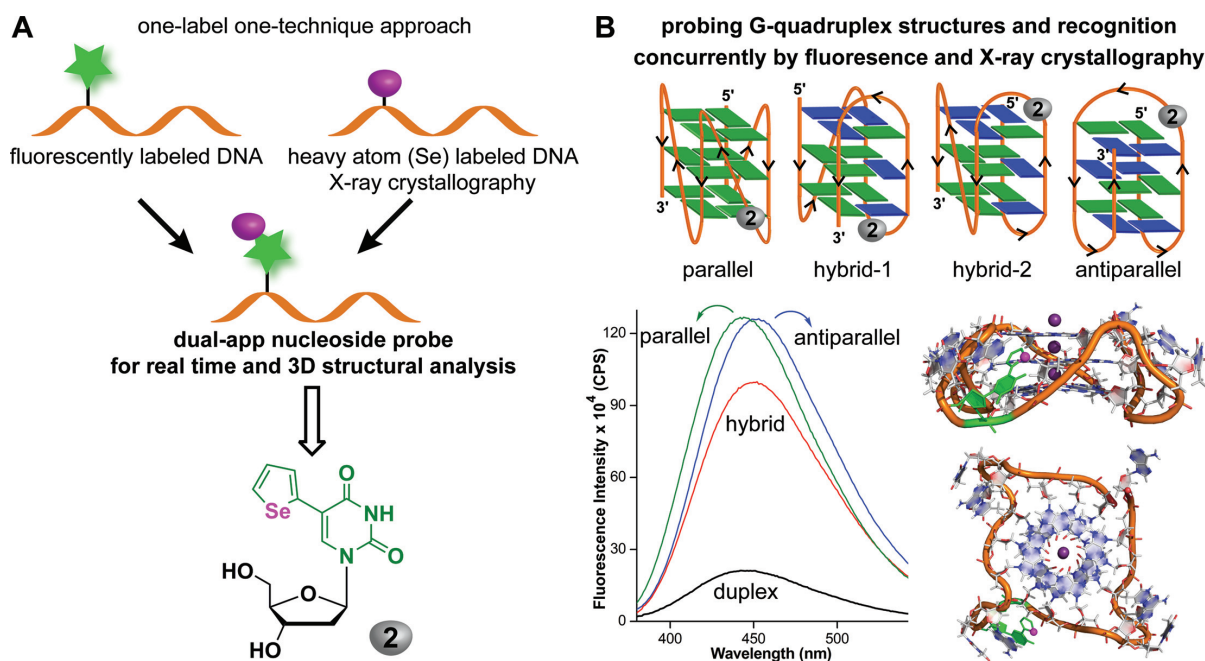 A
one-label one-technique approach
fluorescently labeled DNA
heavy atom (Se) labeled DNA
X-ray crystallography
dual-app nucleoside probe
for real time and 3D structural analysis
Se
O
NH
N
O
HO
O
HO
2
B
probing G-quadruplex structures and recognition
concurrently by fluoresence and X-ray crystallography
5'
3'
2
parallel
5'
3'
2
hybrid-1
5'
2
3'
hybrid-2
5'
2
3'
antiparallel
Fluorescence Intensity x 10⁴ (CPS)
120
90
60
30
0
parallel
antiparallel
hybrid
duplex
400
450
500
Wavelength (nm)